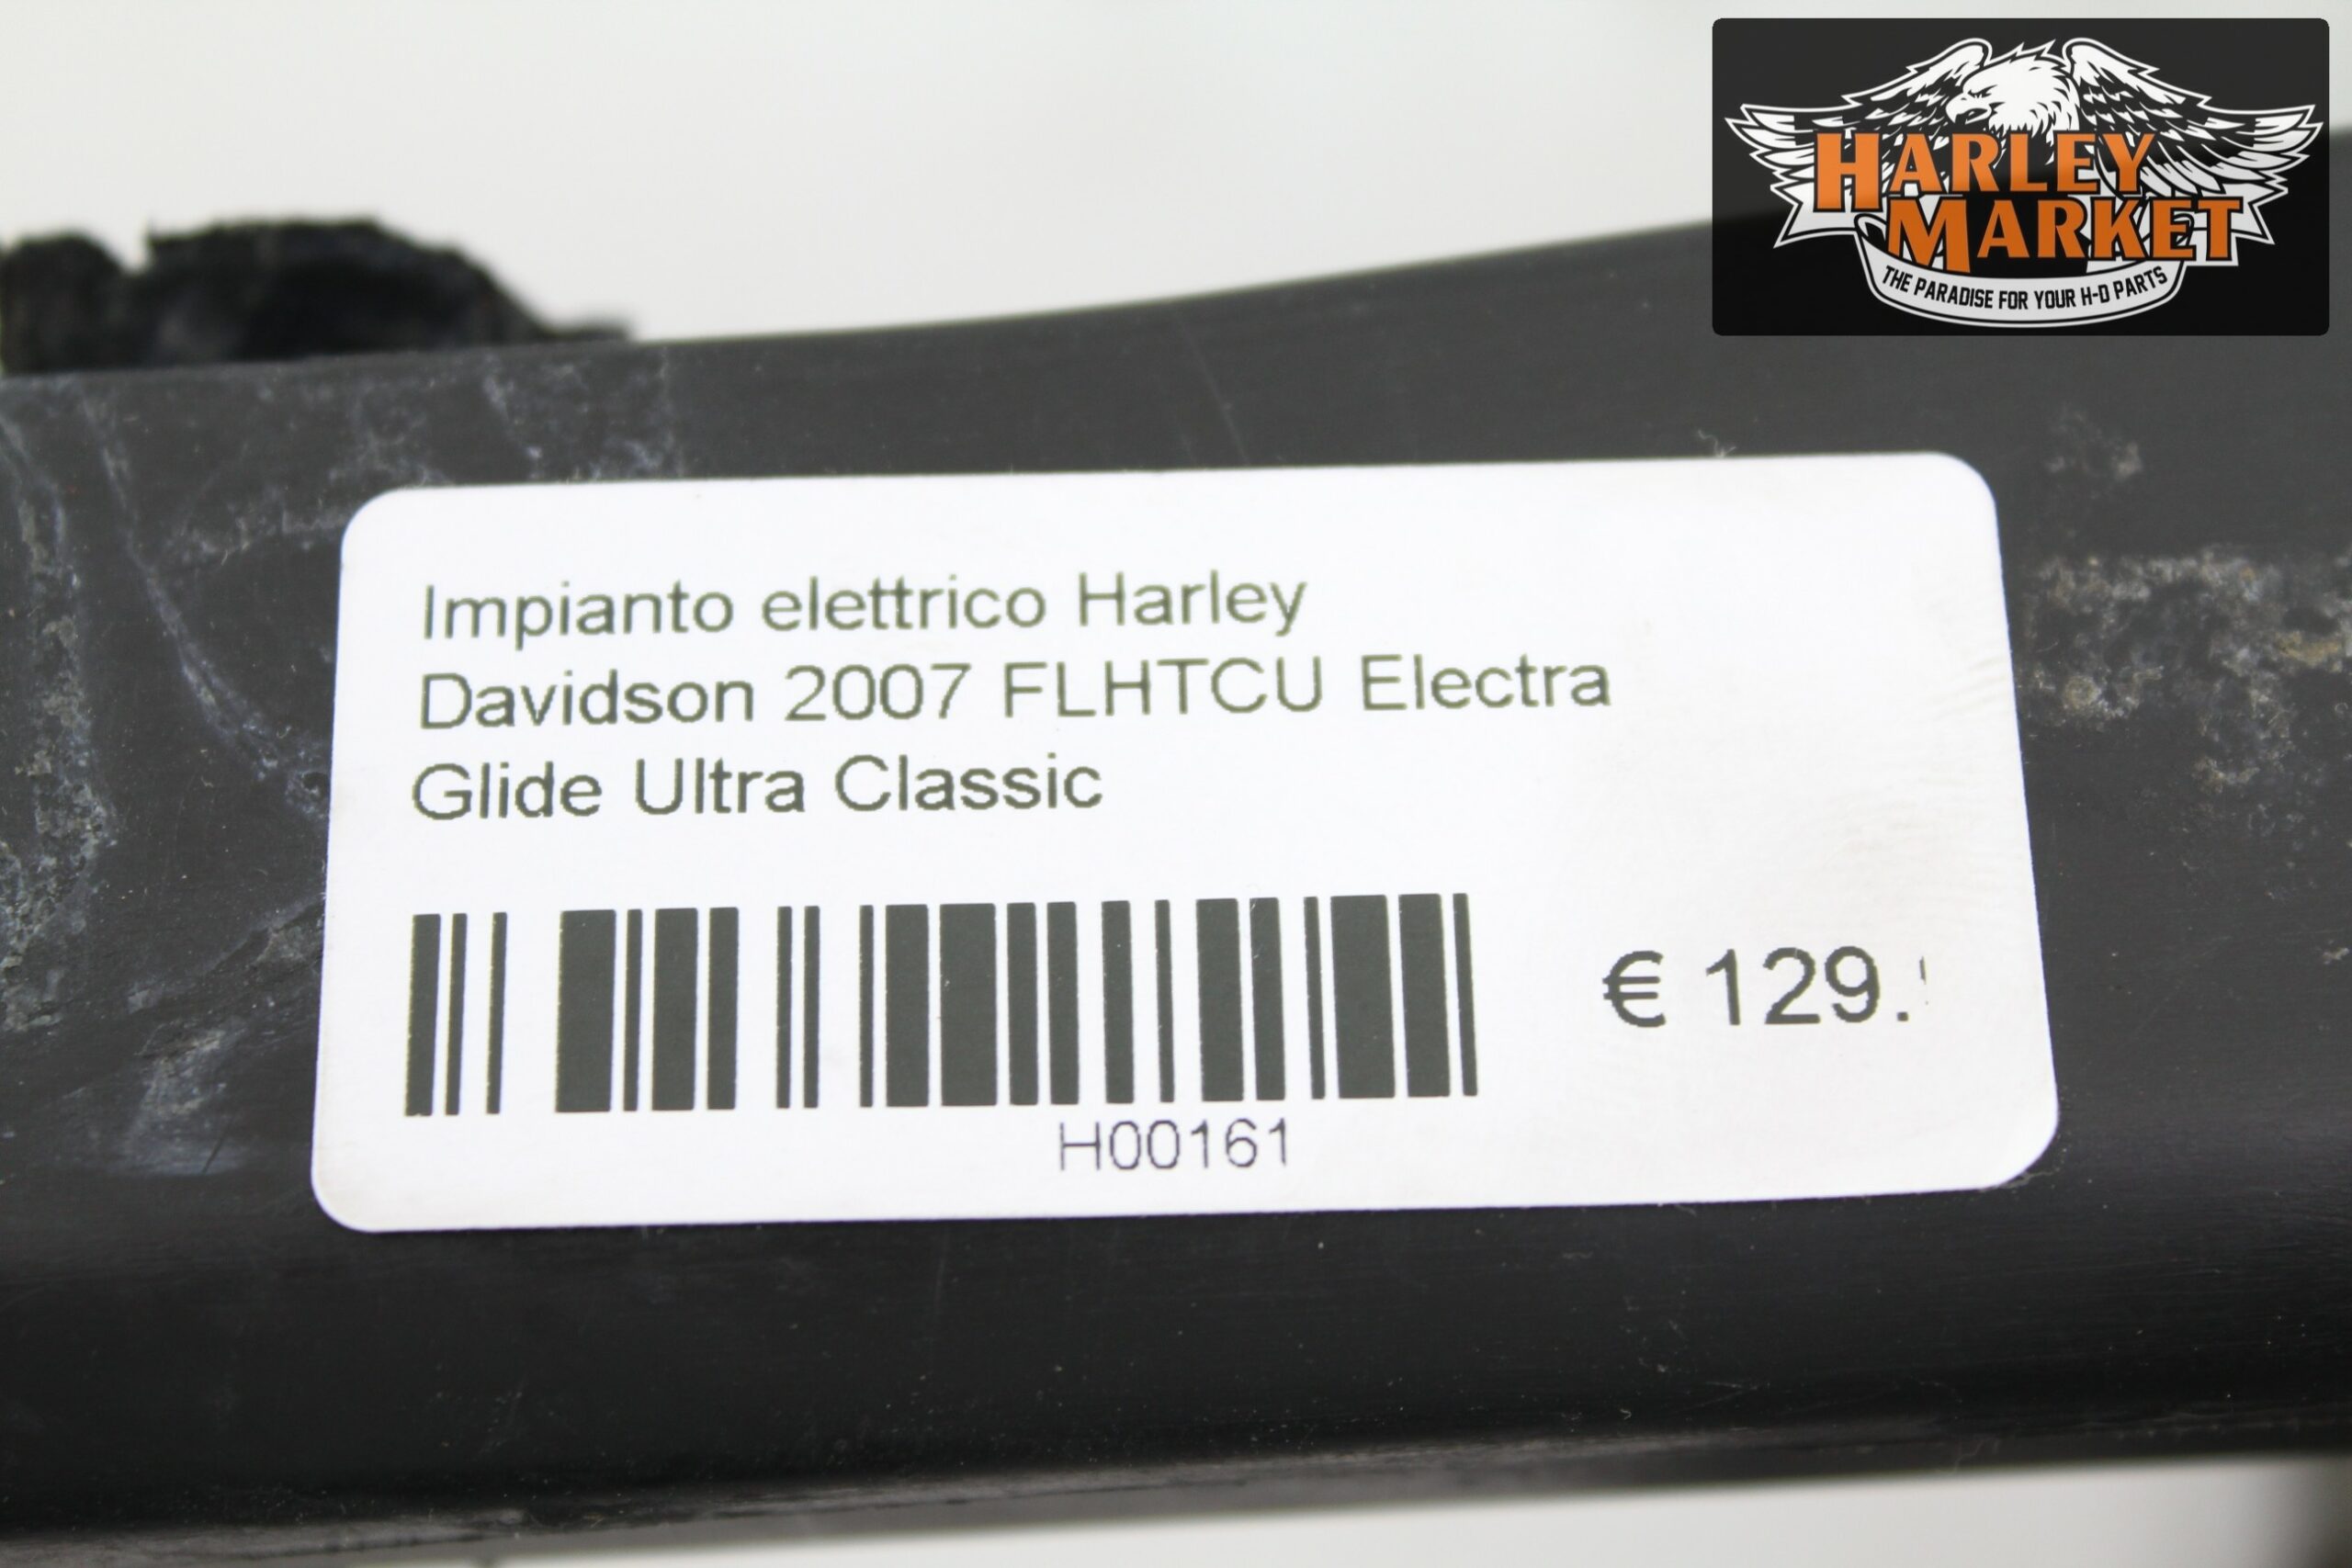 HARLEY
MARKET
THE PARADISE FOR YOUR H-D PARTS
Impianto elettrico Harley
Davidson 2007 FLHTCU Electra
Glide Ultra Classic
€ 129.
H00161